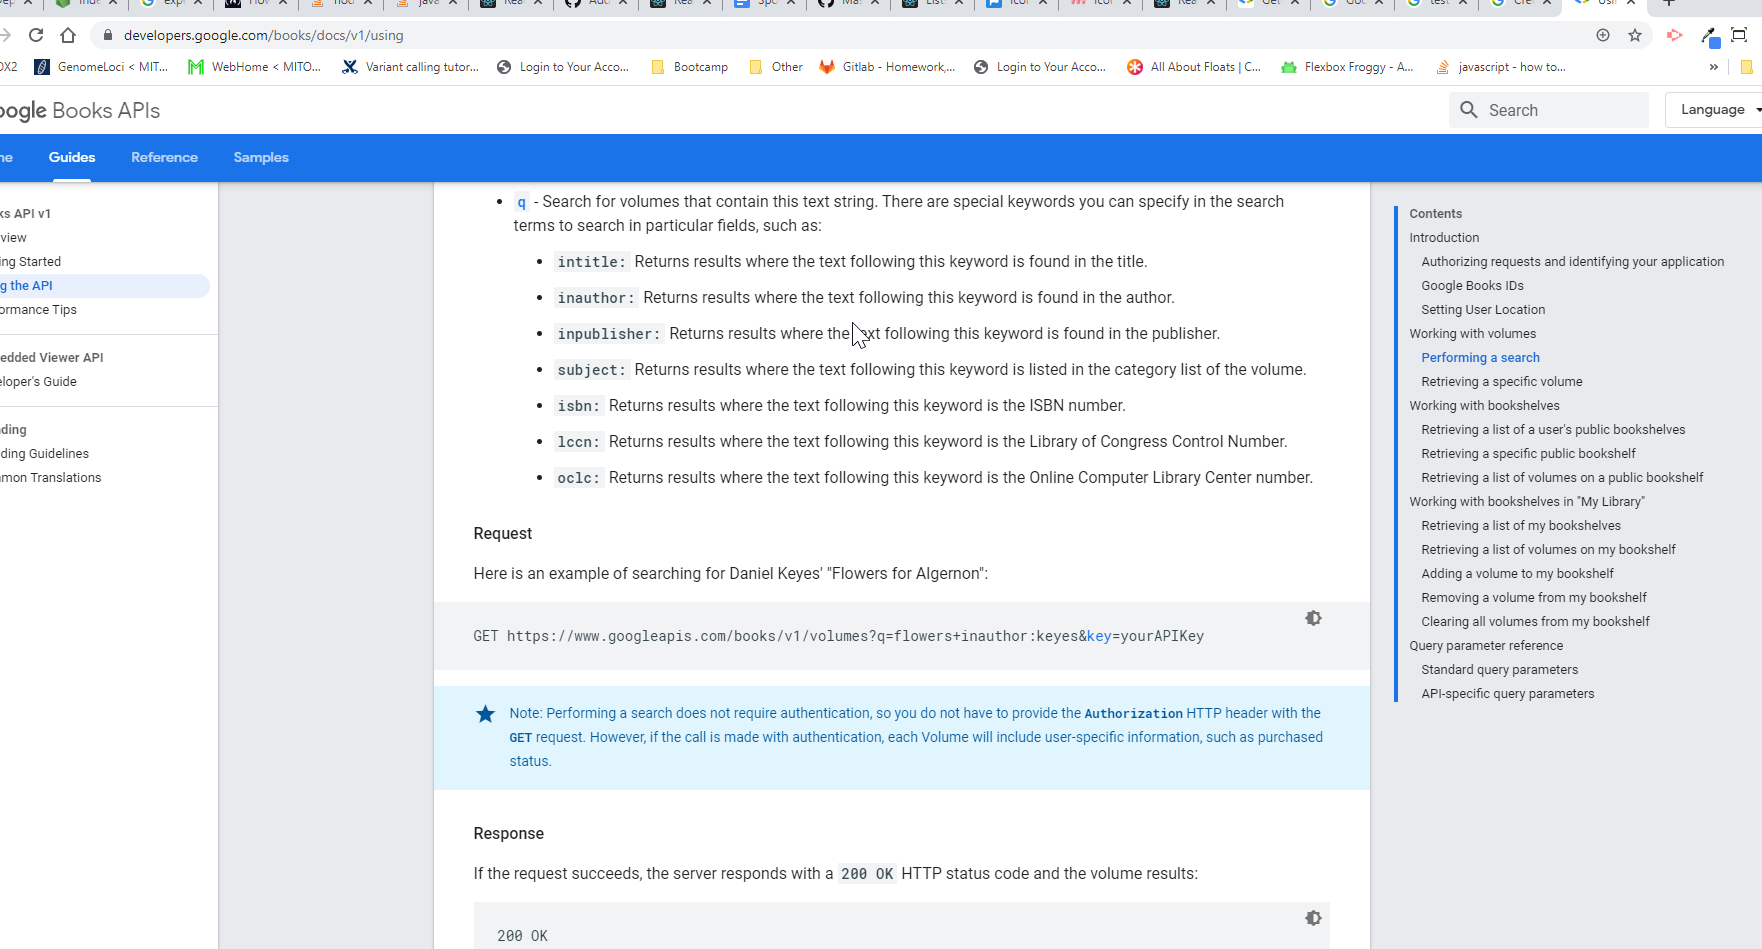 developers.google.com/books/docs/v1/using
GenomeLoci < MIT...
WebHome < MITO...
Variant calling tutor...
Login to Your Acco...
Bootcamp
Other
Gitlab - Homework,...
Login to Your Acco...
All About Floats | C...
Flexbox Froggy - A...
javascript - how to...
»
oogle Books APIs
Search
Language
me
Guides
Reference
Samples
ks API v1
view
ing Started
g the API
ormance Tips
edded Viewer API
eloper's Guide
nding
ding Guidelines
mmon Translations
q - Search for volumes that contain this text string. There are special keywords you can specify in the search
terms to search in particular fields, such as:
intitle: Returns results where the text following this keyword is found in the title.
inauthor: Returns results where the text following this keyword is found in the author.
inpublisher: Returns results where the text following this keyword is found in the publisher.
subject: Returns results where the text following this keyword is listed in the category list of the volume.
isbn: Returns results where the text following this keyword is the ISBN number.
lccn: Returns results where the text following this keyword is the Library of Congress Control Number.
oclc: Returns results where the text following this keyword is the Online Computer Library Center number.
Request
Here is an example of searching for Daniel Keyes' "Flowers for Algernon":
GET https://www.googleapis.com/books/v1/volumes?q=flowers+inauthor:keyes&key=yourAPIKey
Note: Performing a search does not require authentication, so you do not have to provide the Authorization HTTP header with the
GET request. However, if the call is made with authentication, each Volume will include user-specific information, such as purchased
status.
Response
If the request succeeds, the server responds with a 200 OK HTTP status code and the volume results:
200 OK
Contents
Introduction
Authorizing requests and identifying your application
Google Books IDs
Setting User Location
Working with volumes
Performing a search
Retrieving a specific volume
Working with bookshelves
Retrieving a list of a user's public bookshelves
Retrieving a specific public bookshelf
Retrieving a list of volumes on a public bookshelf
Working with bookshelves in "My Library"
Retrieving a list of my bookshelves
Retrieving a list of volumes on my bookshelf
Adding a volume to my bookshelf
Removing a volume from my bookshelf
Clearing all volumes from my bookshelf
Query parameter reference
Standard query parameters
API-specific query parameters